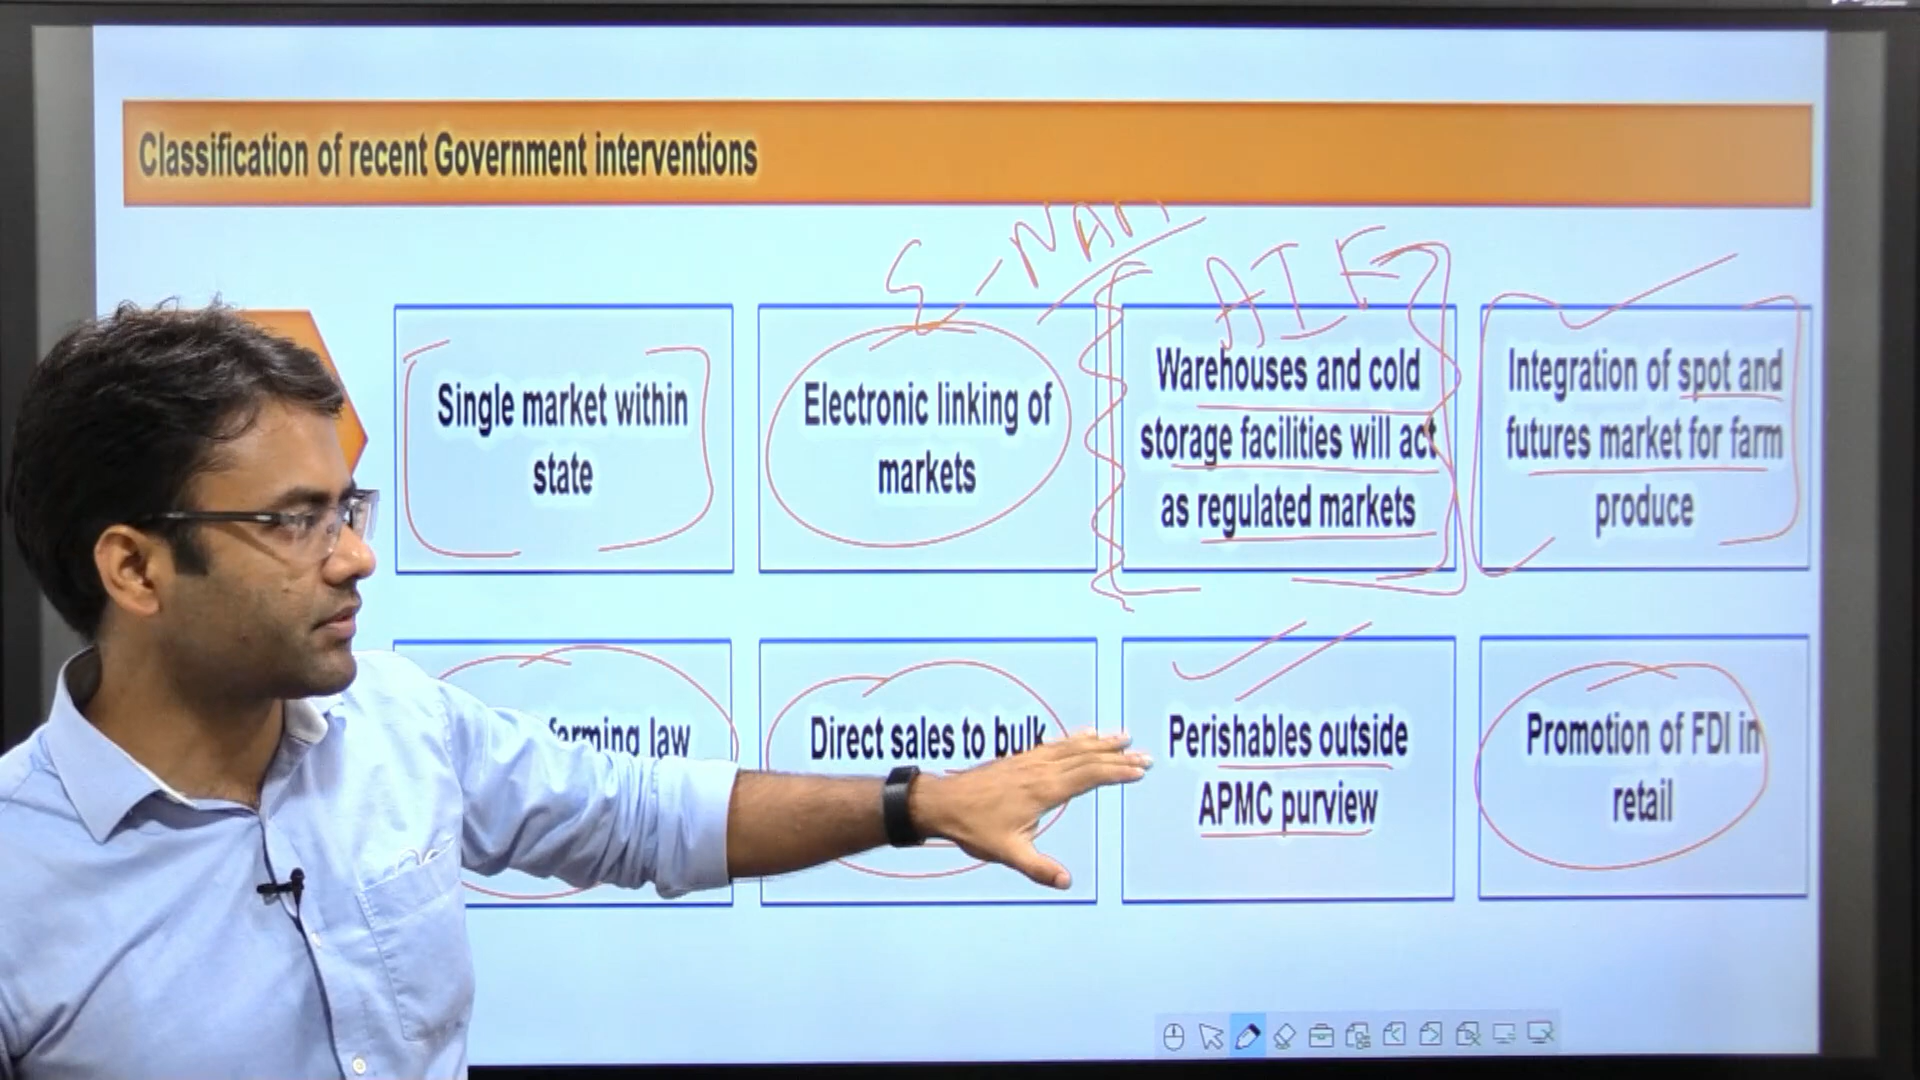 Classification of recent Government interventions
E-NAM
AIF
Single market within
state
Electronic linking of
markets
Warehouses and cold
storage facilities will act
as regulated markets
Integration of spot and
futures market for farm
produce
farming law
Direct sales to bulk
Perishables outside
APMC purview
Promotion of FDI in
retail